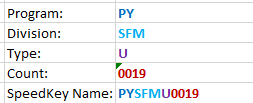 Program: PY
Division: SFM
Type: U
Count: 0019
SpeedKey Name: PYSFMU0019